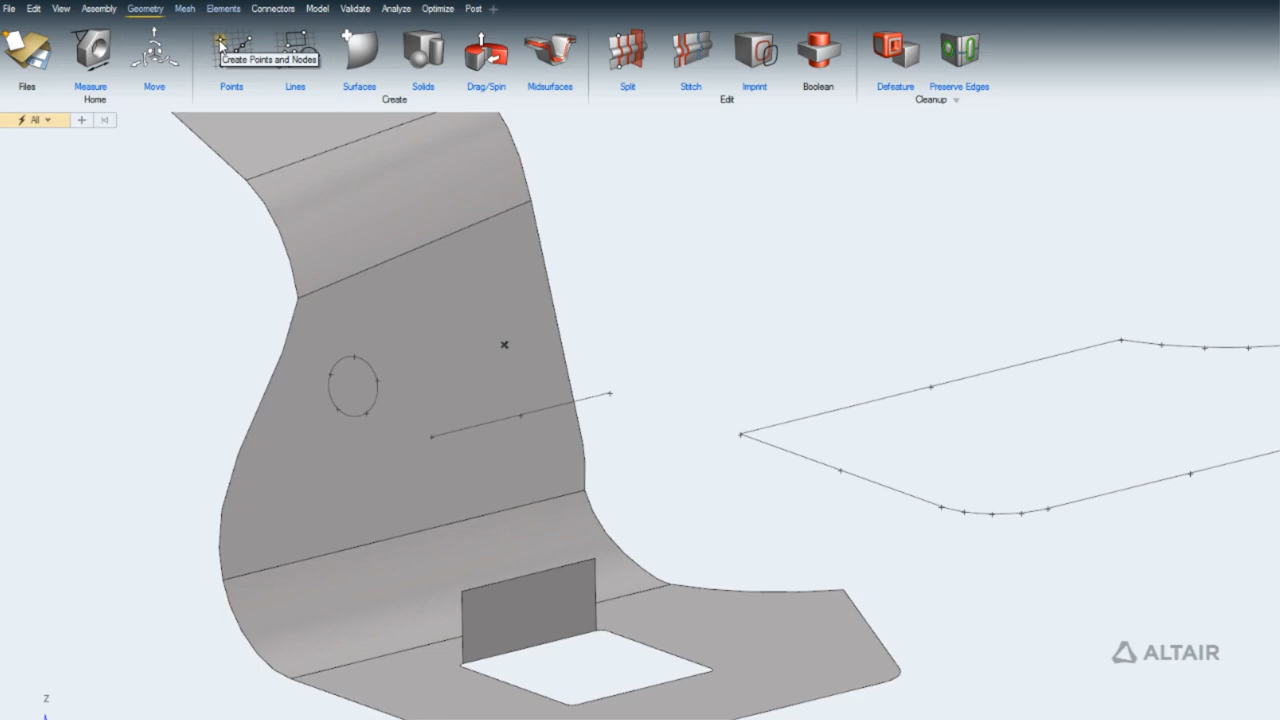 File Edit View Assembly Geometry Mesh Elements Connectors Model Validate Analyze Optimize Post
Create Points and Nodes
Files Measure Move Points Lines Surfaces Solids Drag/Spin Midsurfaces Split Stitch Imprint Boolean Defeature Preserve Edges
Home Create Edit Cleanup
All
ALTAIR
Z